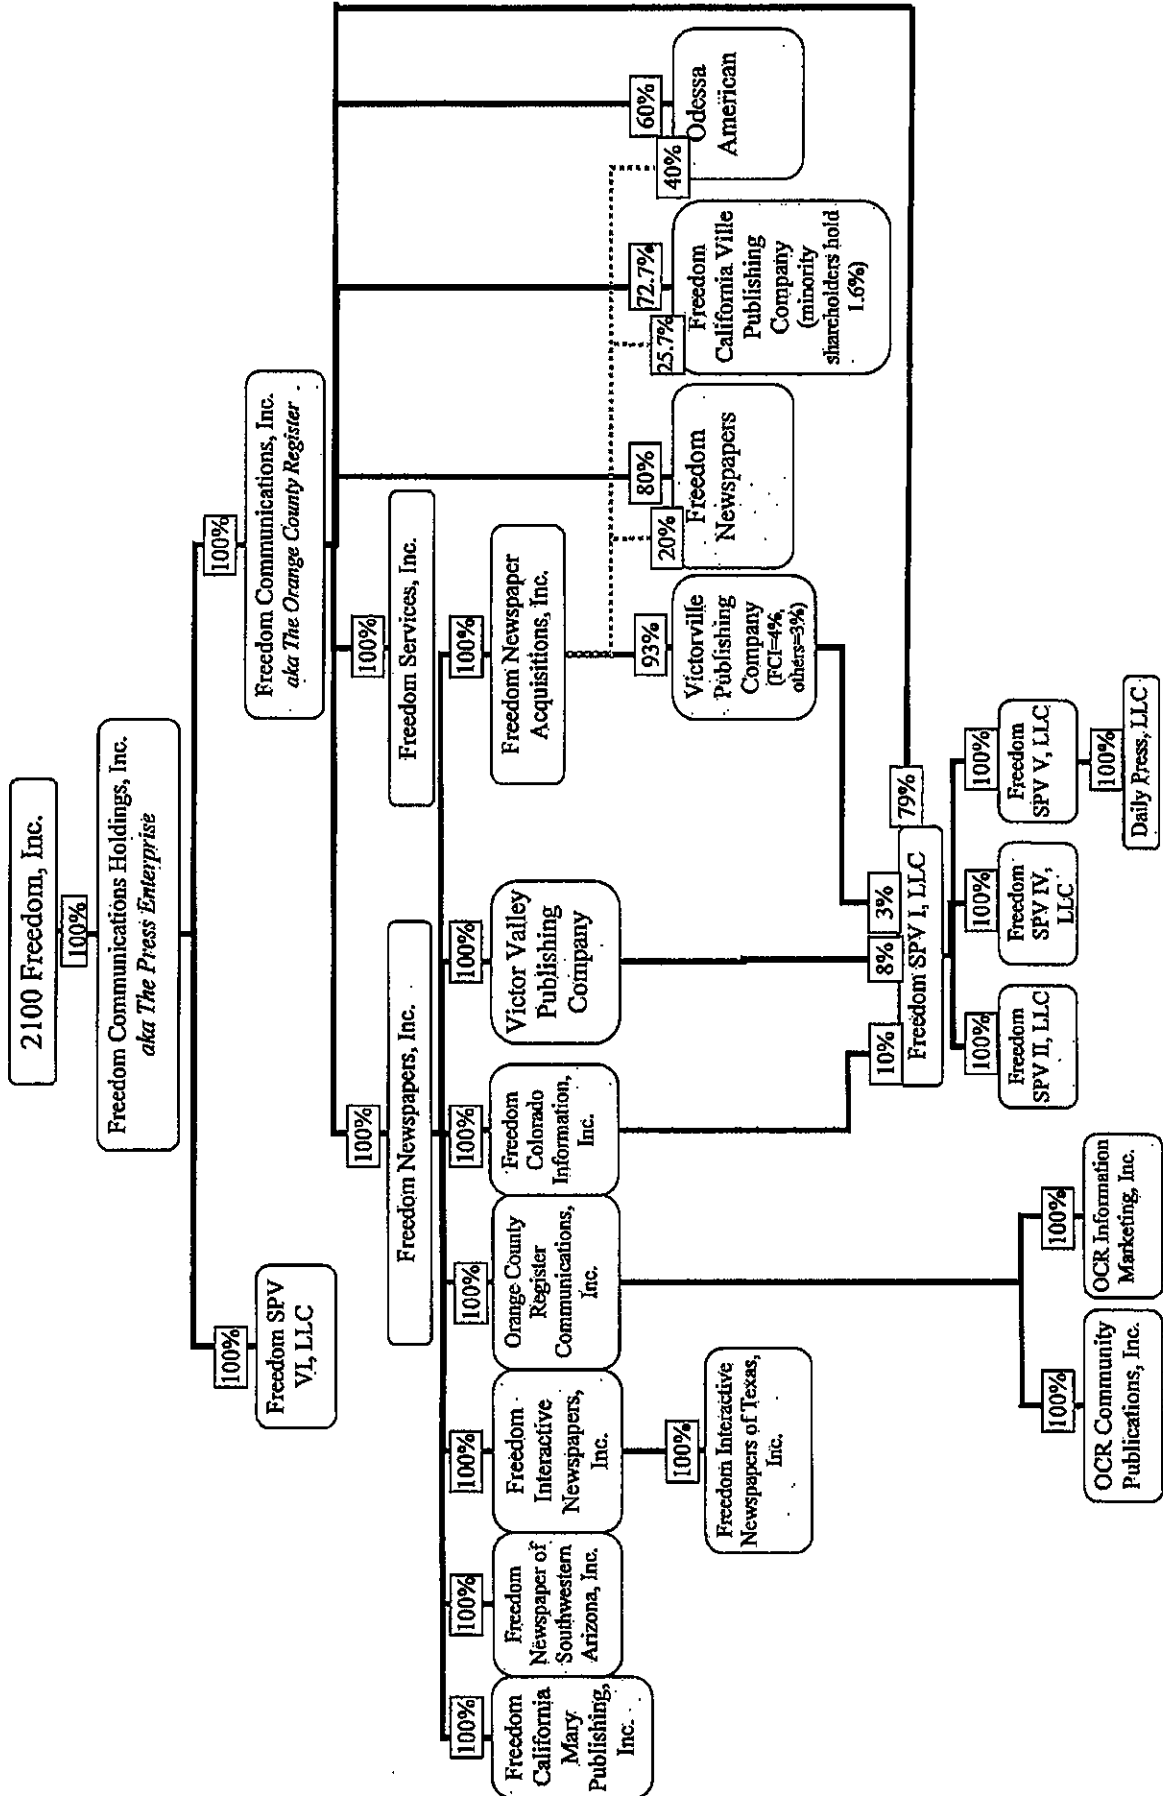 2100 Freedom, Inc.
100%
Freedom Communications Holdings, Inc.
aka The Press Enterprise
100%
Freedom SPV
VI, LLC
100%
Freedom Communications, Inc.
aka The Orange County Register
100%
Freedom Newspapers, Inc.
100%
Freedom Services, Inc.
100%
Freedom
California
Mary
Publishing,
Inc.
100%
Freedom
Newspaper of
Southwestern
Arizona, Inc.
100%
Freedom
Interactive
Newspapers,
Inc.
100%
Orange County
Register
Communications,
Inc.
100%
Freedom
Colorado
Information,
Inc.
100%
Victor Valley
Publishing
Company
100%
Freedom Newspaper
Acquisitions, Inc.
100%
Freedom Interactive
Newspapers of Texas,
Inc.
93%
Victorville
Publishing
Company
(FCI=4%,
others=3%)
20%
80%
Freedom
Newspapers
25.7%
72.7%
Freedom
California Ville
Publishing
Company
(minority
shareholders hold
1.6%)
40%
60%
Odessa
American
10%
8%
3%
79%
Freedom SPV I, LLC
100%
Freedom
SPV II, LLC
100%
Freedom
SPV IV,
LLC
100%
Freedom
SPV V, LLC
100%
Daily Press, LLC
100%
OCR Community
Publications, Inc.
100%
OCR Information
Marketing, Inc.